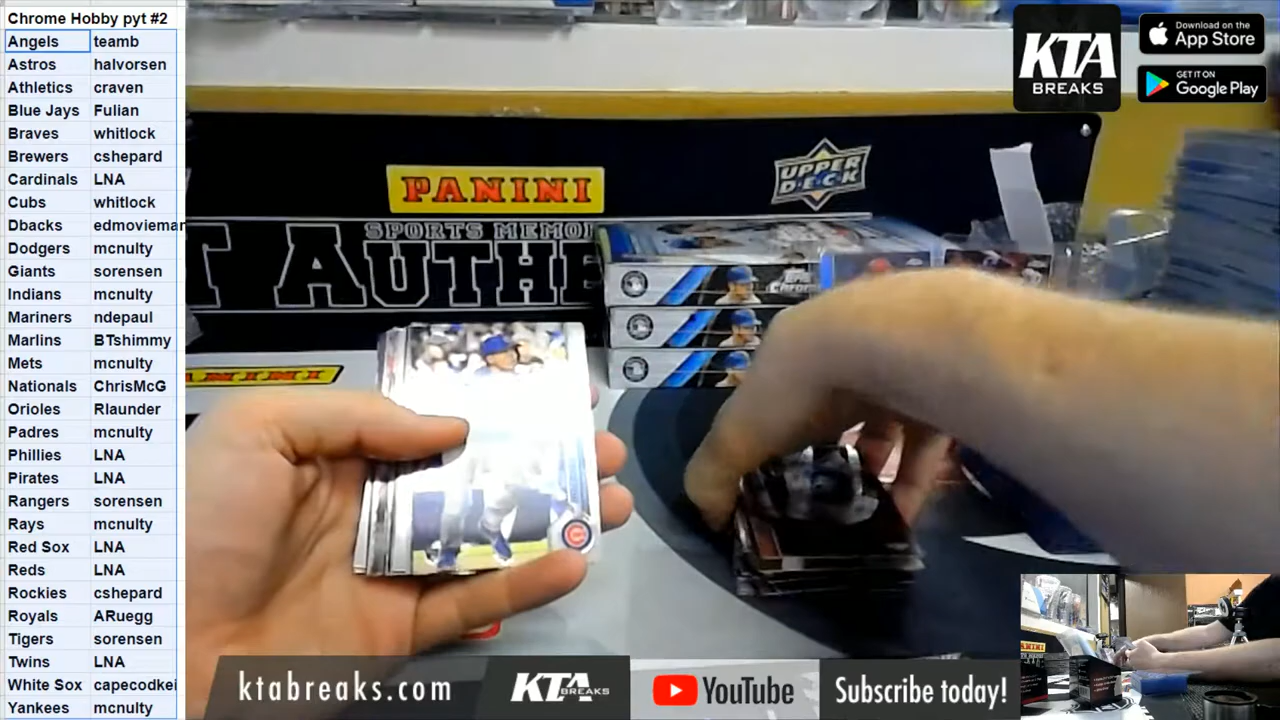 Chrome Hobby pyt #2
Angels teamb
Astros halvorsen
Athletics craven
Blue Jays Fulian
Braves whitlock
Brewers cshepard
Cardinals LNA
Cubs whitlock
Dbacks edmovieman
Dodgers mcnulty
Giants sorensen
Indians mcnulty
Mariners ndepaul
Marlins BTshimmy
Mets mcnulty
Nationals ChrisMcG
Orioles Rlaunder
Padres mcnulty
Phillies LNA
Pirates LNA
Rangers sorensen
Rays mcnulty
Red Sox LNA
Reds LNA
Rockies cshepard
Royals ARuegg
Tigers sorensen
Twins LNA
White Sox capecodkei
Yankees mcnulty
KTA
BREAKS
Download on the
App Store
GET IT ON
Google Play
PANINI
UPPER
DECK
SPORTS MEMO
T AUTHE
ktabreaks.com
KTA
BREAKS
YouTube
Subscribe today!
PANINI